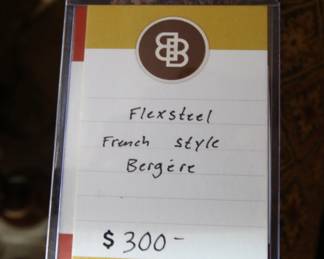 Flexsteel
French style
Bergère
$300-